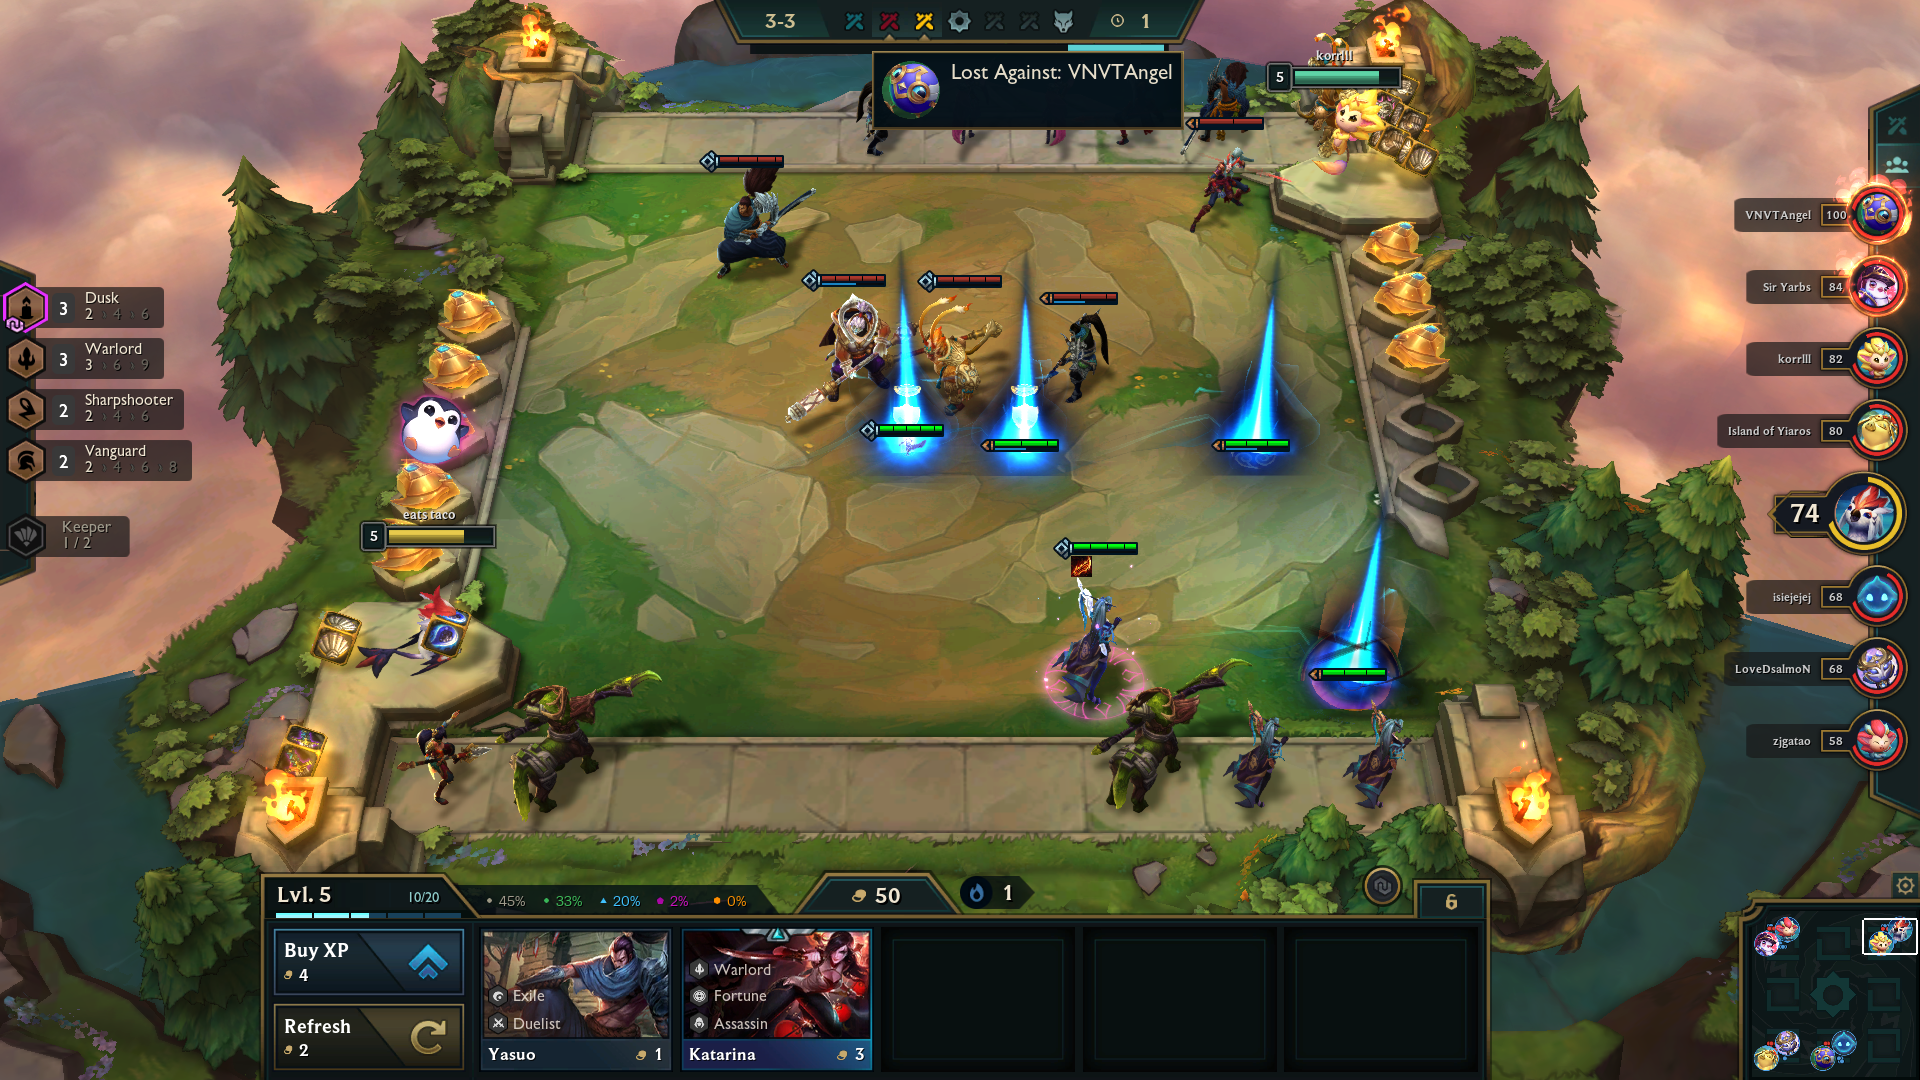 3-3
1
Lost Against: VNVTAngel
korrlll
5
VNVTAngel 100
Sir Yarbs 84
korrlll 82
Island of Yiaros 80
74
isiejejej 68
LoveDsalmoN 68
zjgatao 58
3 Dusk
2 › 4 › 6
3 Warlord
3 › 6 › 9
2 Sharpshooter
2 › 4 › 6
2 Vanguard
2 › 4 › 6 › 8
Keeper
1 / 2
eats taco
5
Lvl. 5
10/20
45%
33%
20%
2%
0%
50
1
6
Buy XP
4
Refresh
2
Exile
Duelist
Yasuo
1
Warlord
Fortune
Assassin
Katarina
3